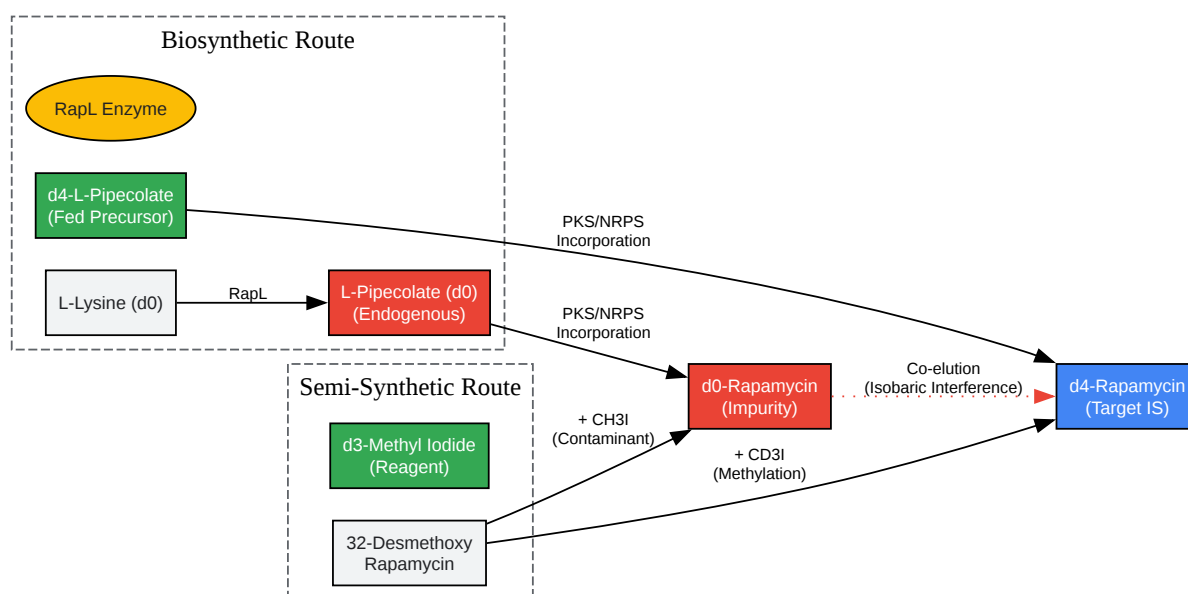 Biosynthetic Route
RapL Enzyme
d4-L-Pipecolate
(Fed Precursor)
PKS/NRPS
Incorporation
L-Lysine (d0)
RapL
L-Pipecolate (d0)
(Endogenous)
PKS/NRPS
Incorporation
Semi-Synthetic Route
d0-Rapamycin
(Impurity)
Co-elution
(Isobaric Interference)
d4-Rapamycin
(Target IS)
d3-Methyl Iodide
(Reagent)
+ CH3I
(Contaminant)
+ CD3I
(Methylation)
32-Desmethoxy
Rapamycin